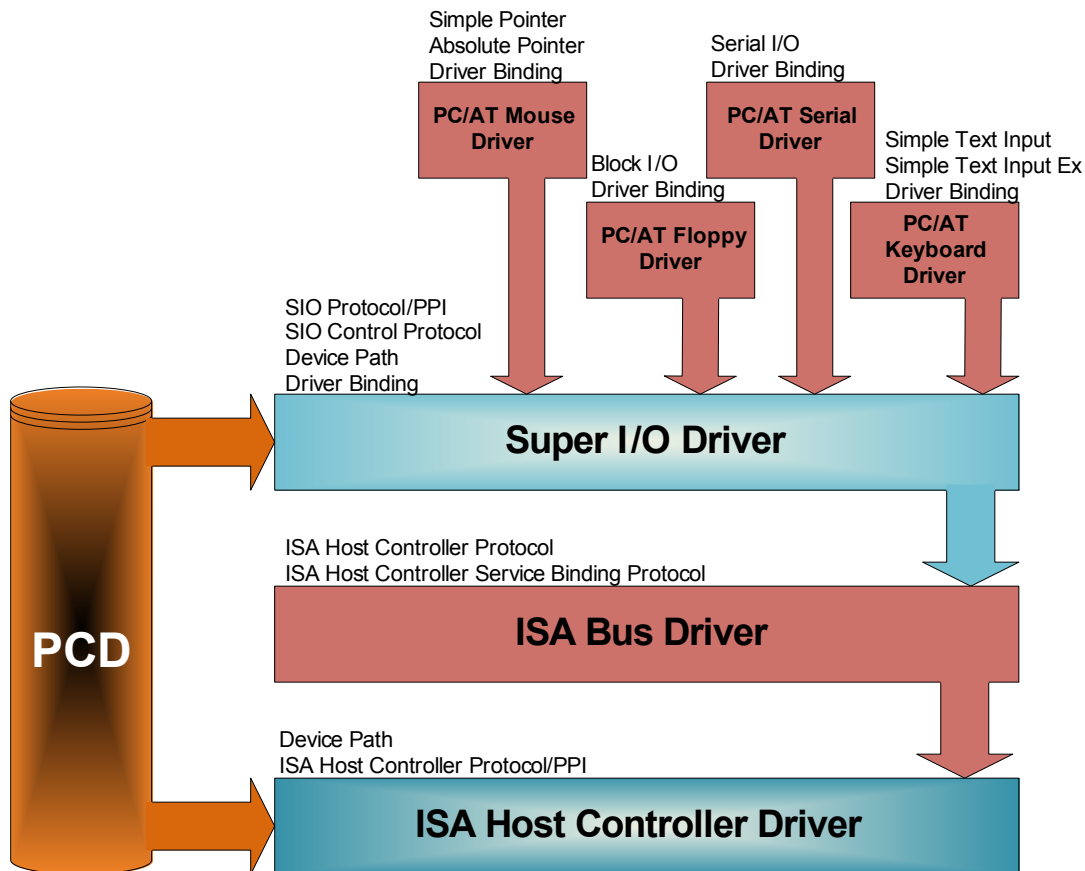 Simple Pointer
Absolute Pointer
Driver Binding
PC/AT Mouse
Driver
Serial I/O
Driver Binding
PC/AT Serial
Driver
Block I/O
Driver Binding
PC/AT Floppy
Driver
Simple Text Input
Simple Text Input Ex
Driver Binding
PC/AT
Keyboard
Driver
SIO Protocol/PPI
SIO Control Protocol
Device Path
Driver Binding
Super I/O Driver
ISA Host Controller Protocol
ISA Host Controller Service Binding Protocol
ISA Bus Driver
PCD
Device Path
ISA Host Controller Protocol/PPI
ISA Host Controller Driver